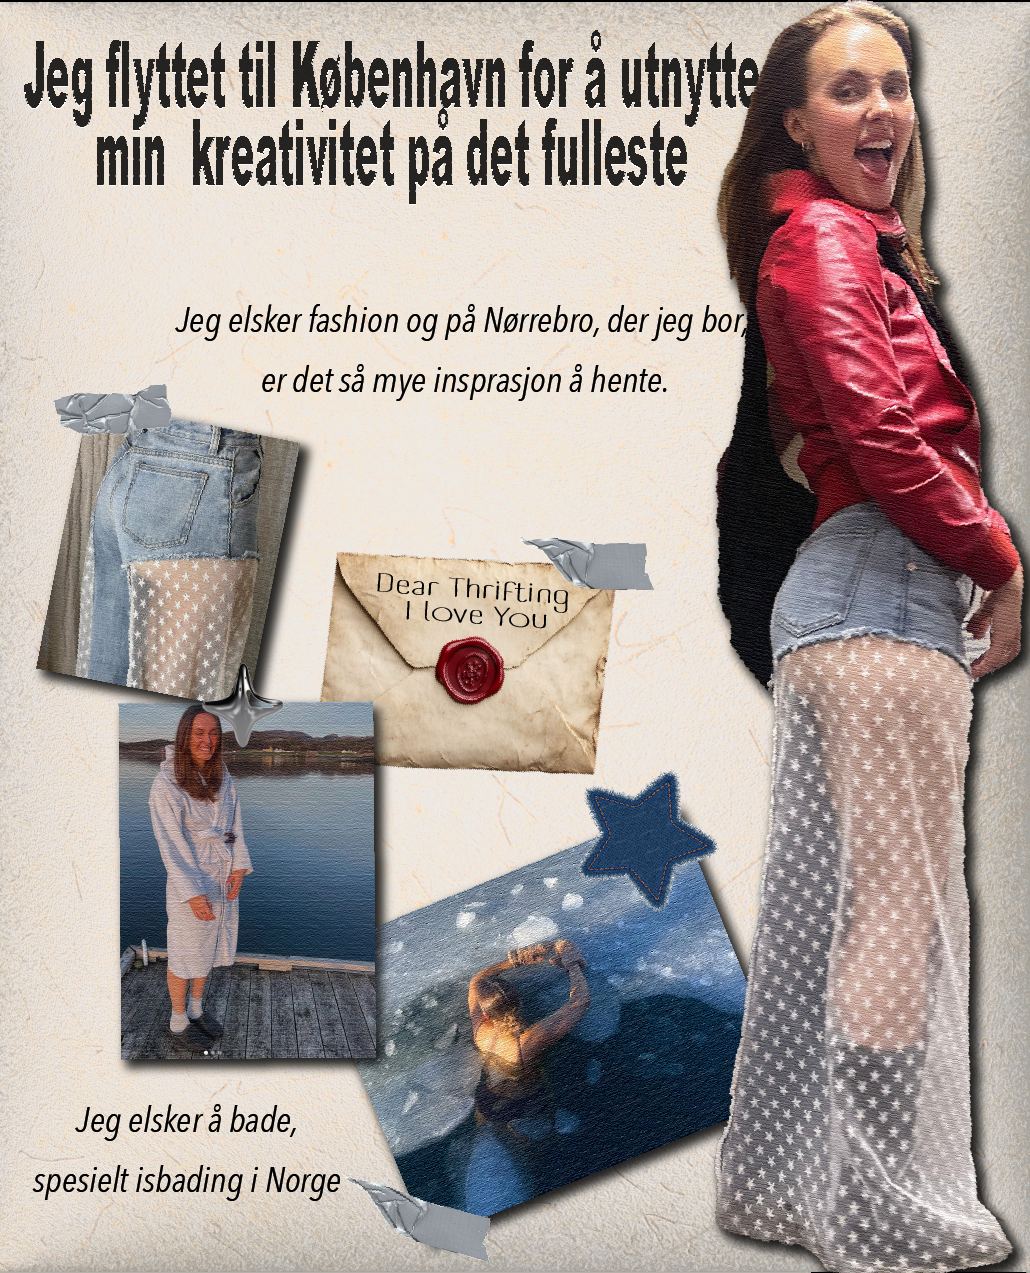 Jeg flyttet til København for å utnytte
min kreativitet på det fulleste
Jeg elsker fashion og på Nørrebro, der jeg bor,
er det så mye insprasjon å hente.
Dear Thrifting
I love You
Jeg elsker å bade,
spesielt isbading i Norge